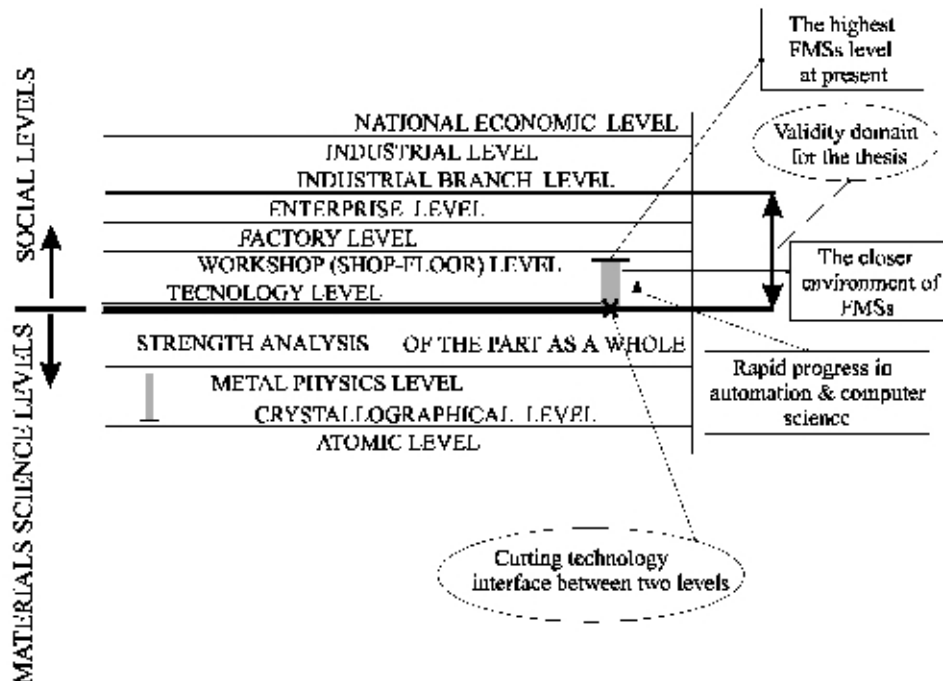 The highest
FMSs level
at present
NATIONAL ECONOMIC LEVEL
INDUSTRIAL LEVEL
INDUSTRIAL BRANCH LEVEL
ENTERPRISE LEVEL
FACTORY LEVEL
WORKSHOP (SHOP-FLOOR) LEVEL
TECNOLOGY LEVEL
STRENGTH ANALYSIS OF THE PART AS A WHOLE
METAL PHYSICS LEVEL
CRYSTALLOGRAPHICAL LEVEL
ATOMIC LEVEL
SOCIAL LEVELS
MATERIALS SCIENCE LEVELS
Validity domain
for the thesis
The closer
environment of
FMSs
Rapid progress in
automation & computer
science
Cutting technology
interface between two levels